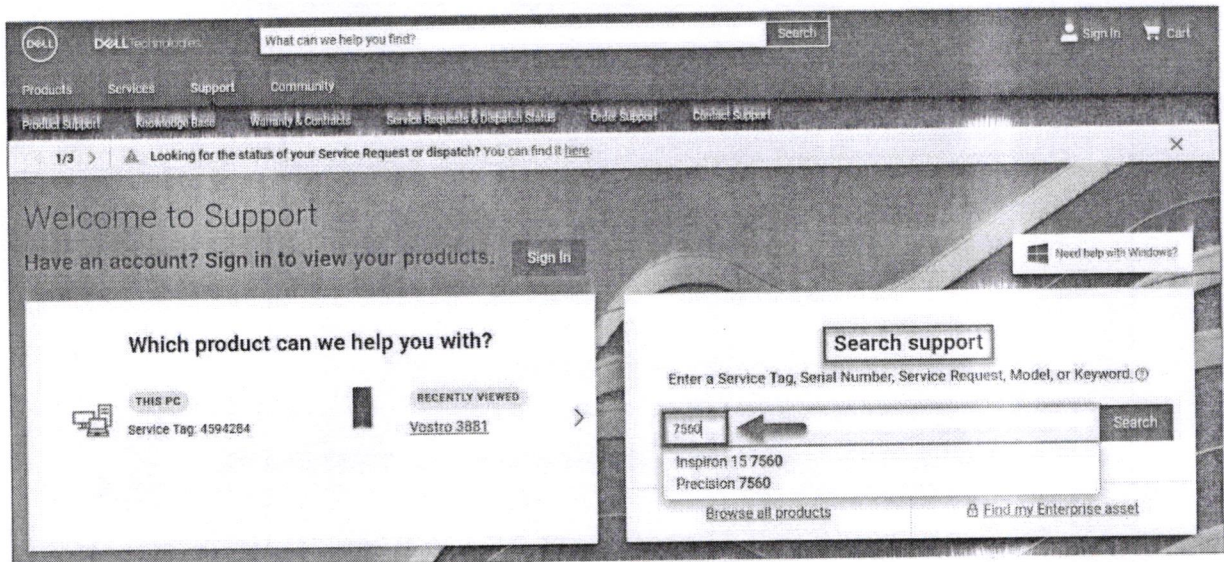 DELL DELL Technologies What can we help you find? Search Sign In Cart
Products Services Support Community
Product Support Knowledge Base Warranty & Contracts Service Requests & Dispatch Status Order Support Contact Support
1/3 Looking for the status of your Service Request or dispatch? You can find it here.
Welcome to Support
Have an account? Sign in to view your products. Sign In
Need help with Windows?
Which product can we help you with?
THIS PC
Service Tag: 4594284
RECENTLY VIEWED
Vostro 3881
Search support
Enter a Service Tag, Serial Number, Service Request, Model, or Keyword.
7560 Search
Inspiron 15 7560
Precision 7560
Browse all products Find my Enterprise asset